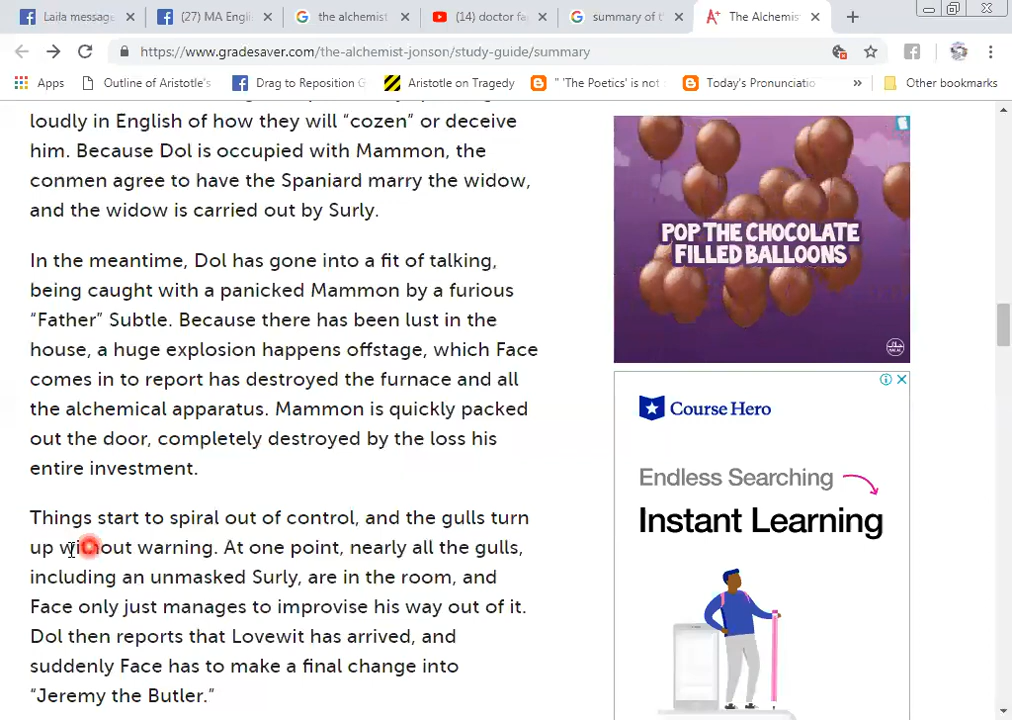 Laila message
(27) MA Engli
the alchemist
(14) doctor fa
summary of t
The Alchemis
https://www.gradesaver.com/the-alchemist-jonson/study-guide/summary
Apps
Outline of Aristotle's
Drag to Reposition G
Aristotle on Tragedy
" 'The Poetics' is not
Today's Pronunciatio
»
Other bookmarks
loudly in English of how they will “cozen” or deceive
him. Because Dol is occupied with Mammon, the
conmen agree to have the Spaniard marry the widow,
and the widow is carried out by Surly.
In the meantime, Dol has gone into a fit of talking,
being caught with a panicked Mammon by a furious
“Father” Subtle. Because there has been lust in the
house, a huge explosion happens offstage, which Face
comes in to report has destroyed the furnace and all
the alchemical apparatus. Mammon is quickly packed
out the door, completely destroyed by the loss his
entire investment.
Things start to spiral out of control, and the gulls turn
up without warning. At one point, nearly all the gulls,
including an unmasked Surly, are in the room, and
Face only just manages to improvise his way out of it.
Dol then reports that Lovewit has arrived, and
suddenly Face has to make a final change into
“Jeremy the Butler.”
POP THE CHOCOLATE
FILLED BALLOONS
Course Hero
Endless Searching
Instant Learning